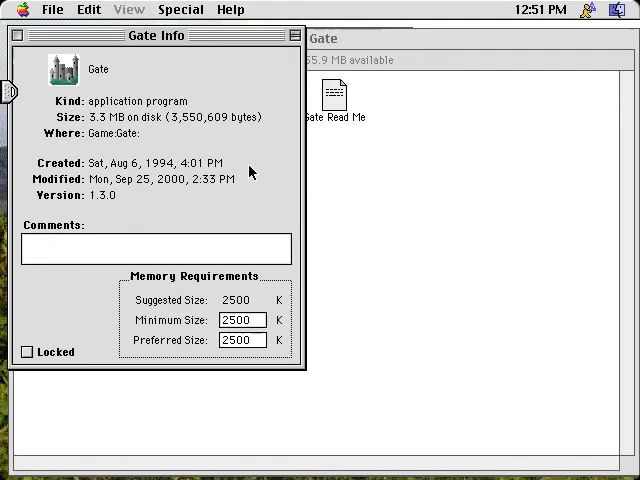 File Edit View Special Help 12:51 PM
Gate Info
Gate
55.9 MB available
Gate
Kind: application program
Size: 3.3 MB on disk (3,550,609 bytes)
Where: Game:Gate:
Gate Read Me
Created: Sat, Aug 6, 1994, 4:01 PM
Modified: Mon, Sep 25, 2000, 2:33 PM
Version: 1.3.0
Comments:
Memory Requirements
Suggested Size: 2500 K
Minimum Size: 2500 K
Preferred Size: 2500 K
Locked